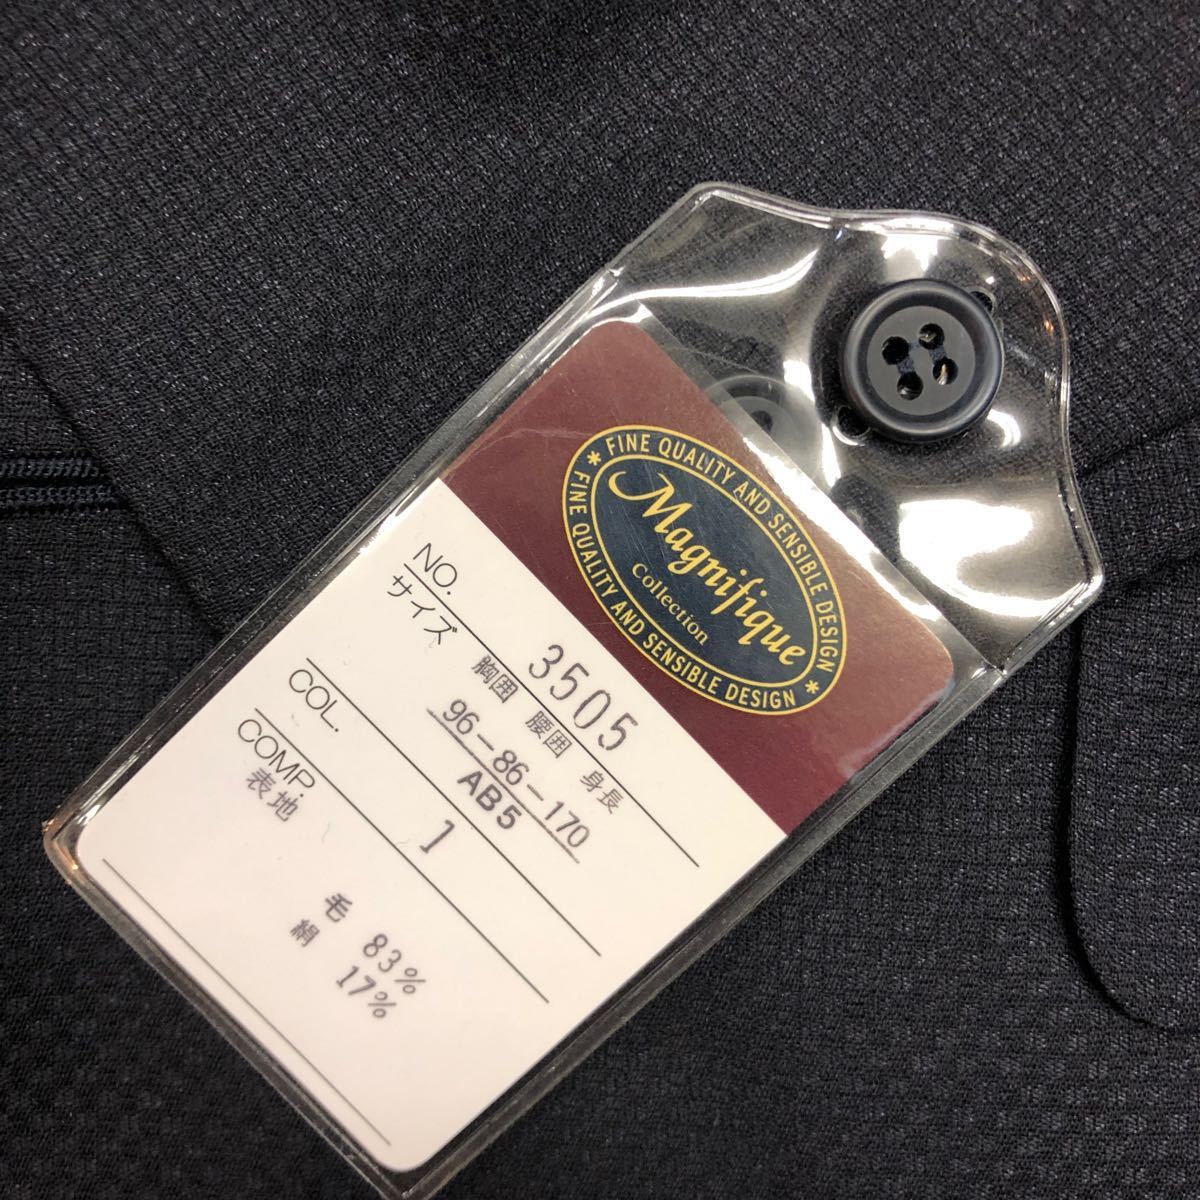 * FINE QUALITY AND SENSIBLE DESIGN
Magnifique
Collection
FINE QUALITY AND SENSIBLE DESIGN *
NO. 3505
サイズ 胸囲 腰囲 身長
96-86-170
AB5
COL. 1
COMP.
表地
毛 83%
絹 17%